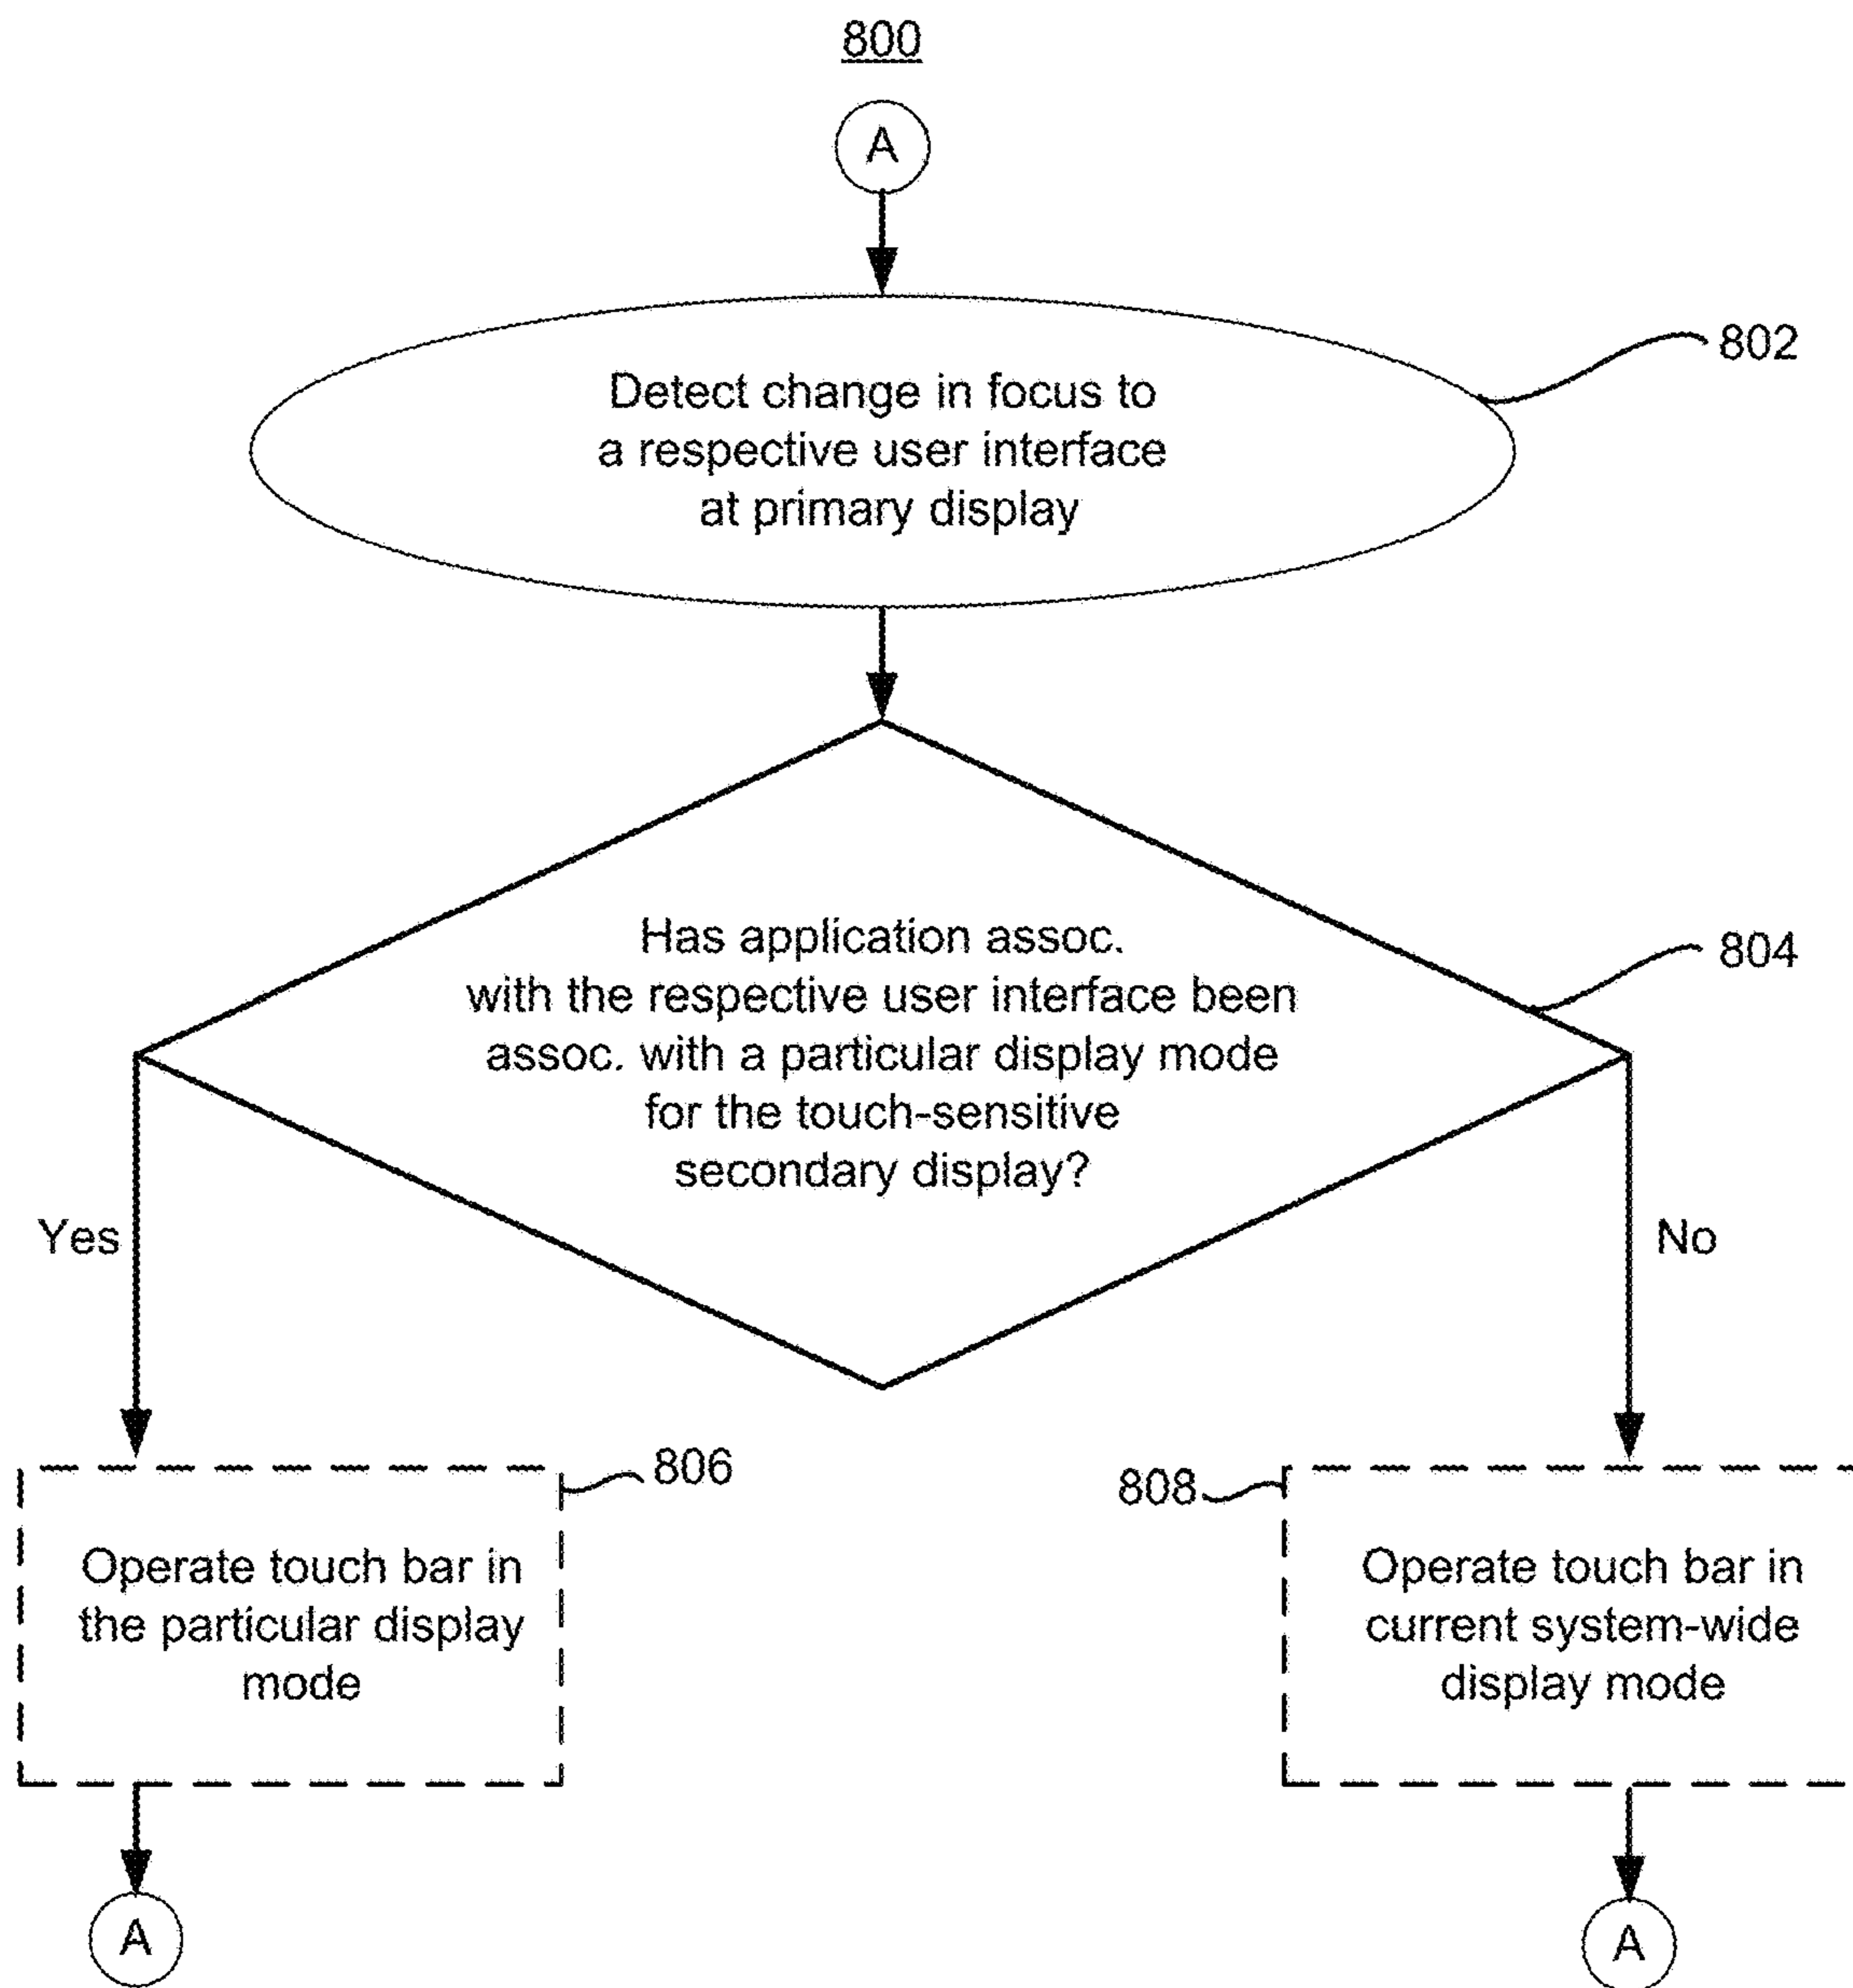 800
A
Detect change in focus to
a respective user interface
at primary display
802
Has application assoc.
with the respective user interface been
assoc. with a particular display mode
for the touch-sensitive
secondary display?
804
Yes
No
806
Operate touch bar in
the particular display
mode
808
Operate touch bar in
current system-wide
display mode
A
A